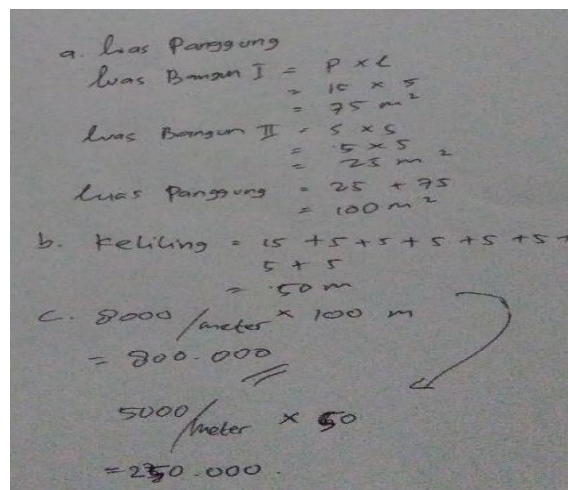 a. Luas Panggung
Luas Bangun I = P x L
= 15 x 5
= 75 m²
Luas Bangun II = S x S
= 5 x 5
= 25 m²
Luas Panggung = 25 + 75
= 100 m²
b. Keliling = 15 + 5 + 5 + 5 + 5 + 5 +
5 + 5
= 50 m
C. 8000/meter x 100 m
= 800.000
5000/meter x 50
= 250.000.